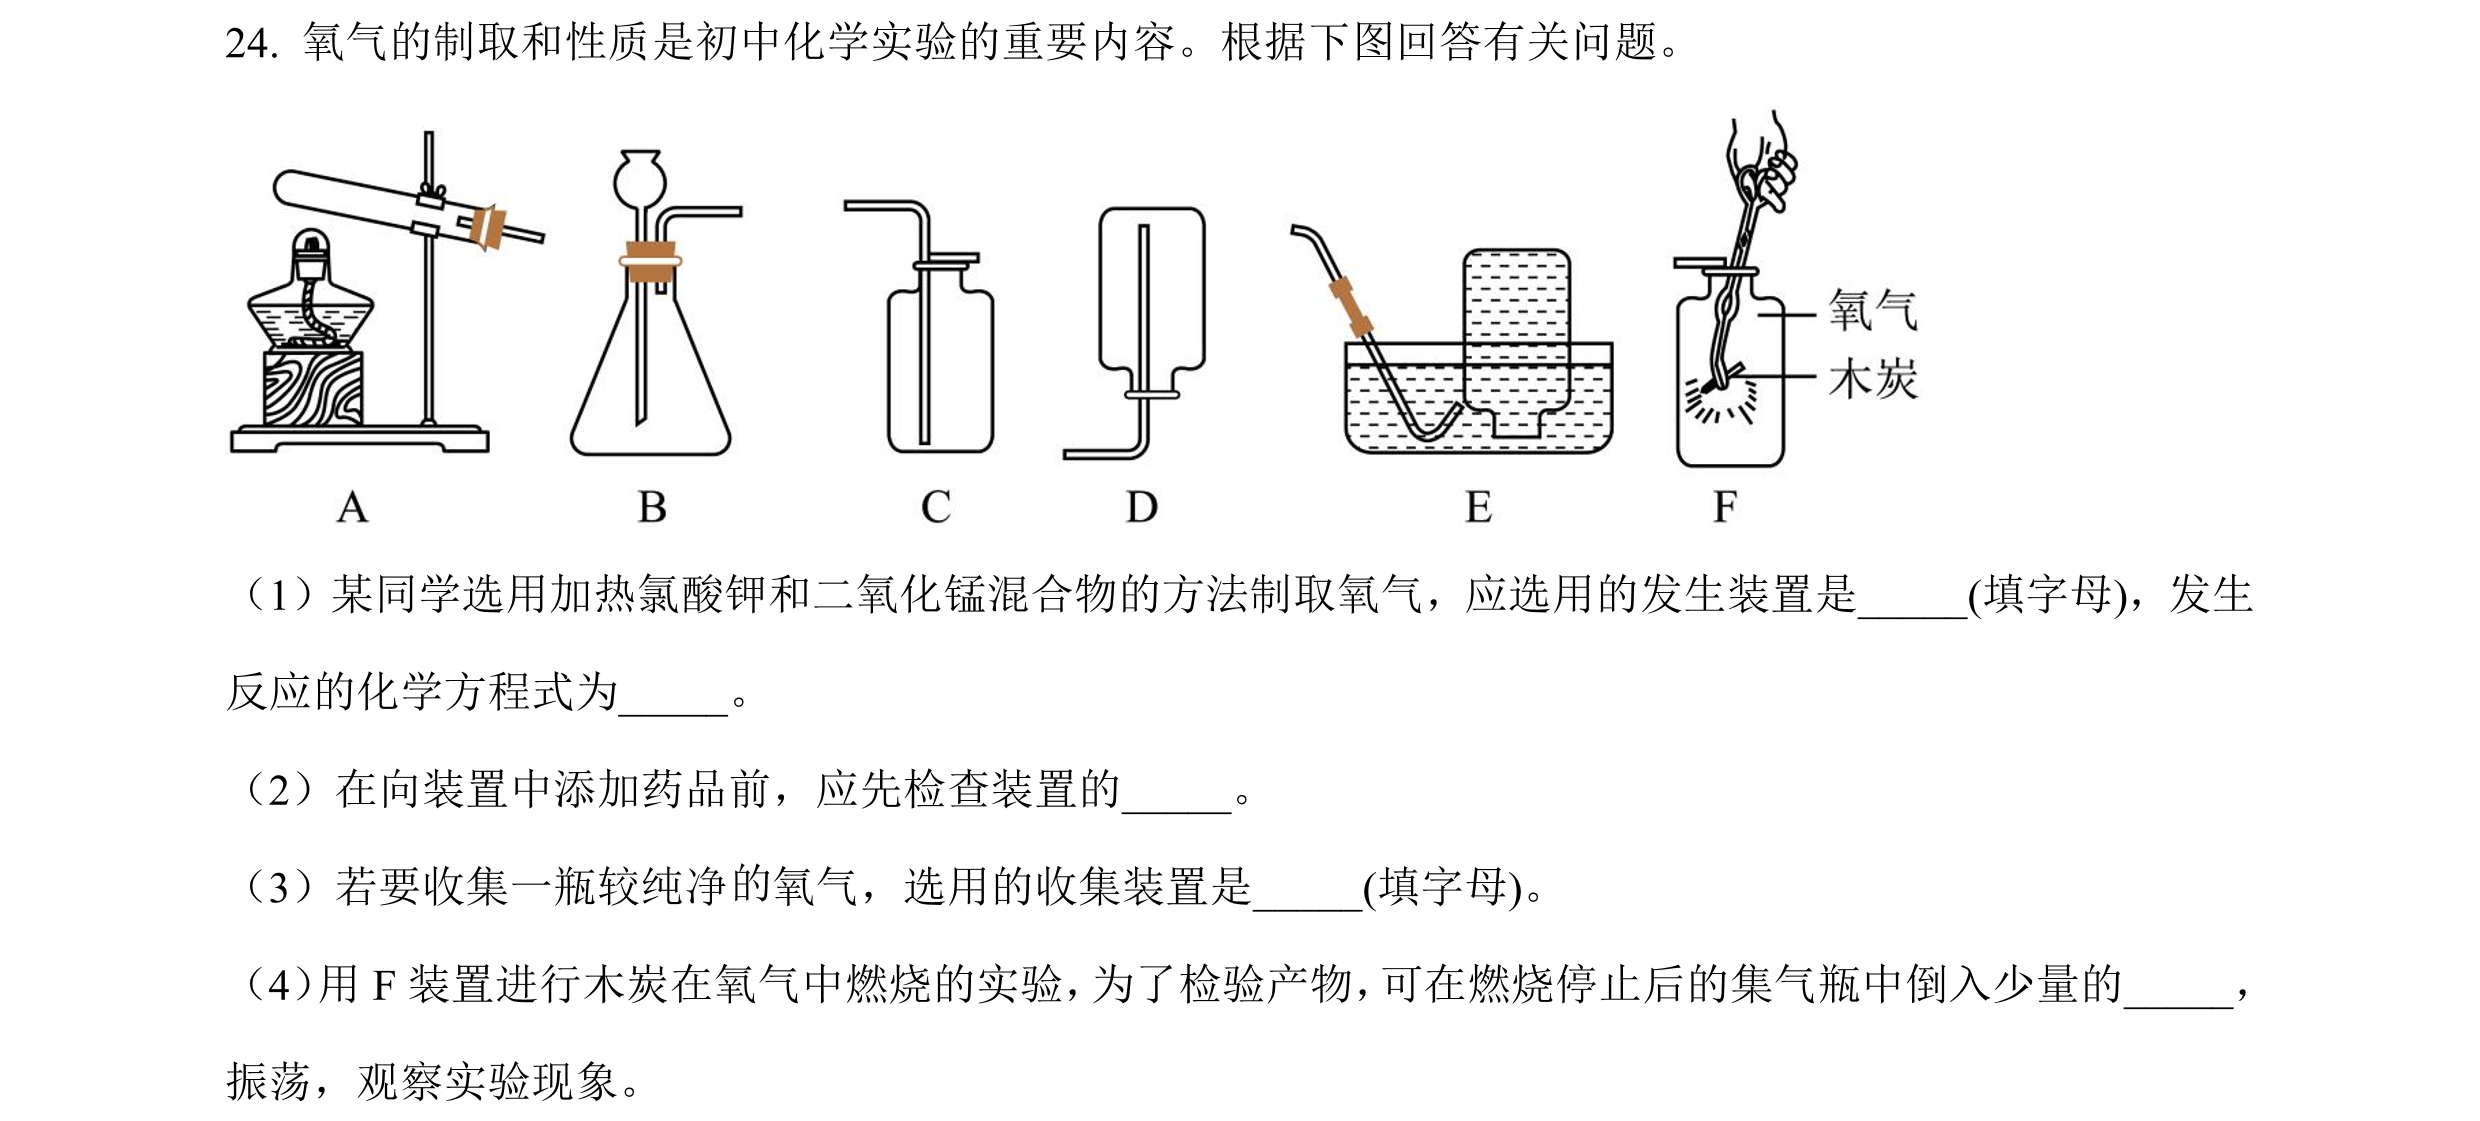 24. 氧气的制取和性质是初中化学实验的重要内容。根据下图回答有关问题。
氧气
木炭
A B C D E F
（1）某同学选用加热氯酸钾和二氧化锰混合物的方法制取氧气，应选用的发生装置是_____(填字母)，发生
反应的化学方程式为_____。
（2）在向装置中添加药品前，应先检查装置的_____。
（3）若要收集一瓶较纯净的氧气，选用的收集装置是_____(填字母)。
（4）用 F 装置进行木炭在氧气中燃烧的实验，为了检验产物，可在燃烧停止后的集气瓶中倒入少量的_____，
振荡，观察实验现象。